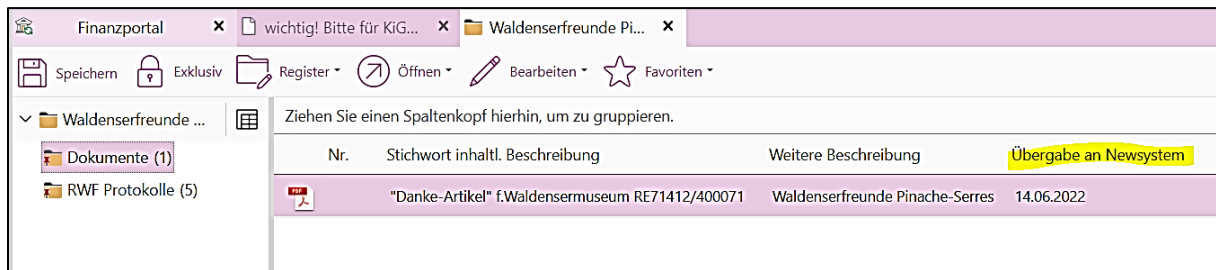 Finanzportal x wichtig! Bitte für KiG... x Waldenserfreunde Pi... x
Speichern Exklusiv Register Öffnen Bearbeiten Favoriten
Waldenserfreunde ...
Dokumente (1)
RWF Protokolle (5)
Ziehen Sie einen Spaltenkopf hierhin, um zu gruppieren.
Nr. Stichwort inhaltl. Beschreibung Weitere Beschreibung Übergabe an Newsystem
PDF "Danke-Artikel" f.Waldensermuseum RE71412/400071 Waldenserfreunde Pinache-Serres 14.06.2022